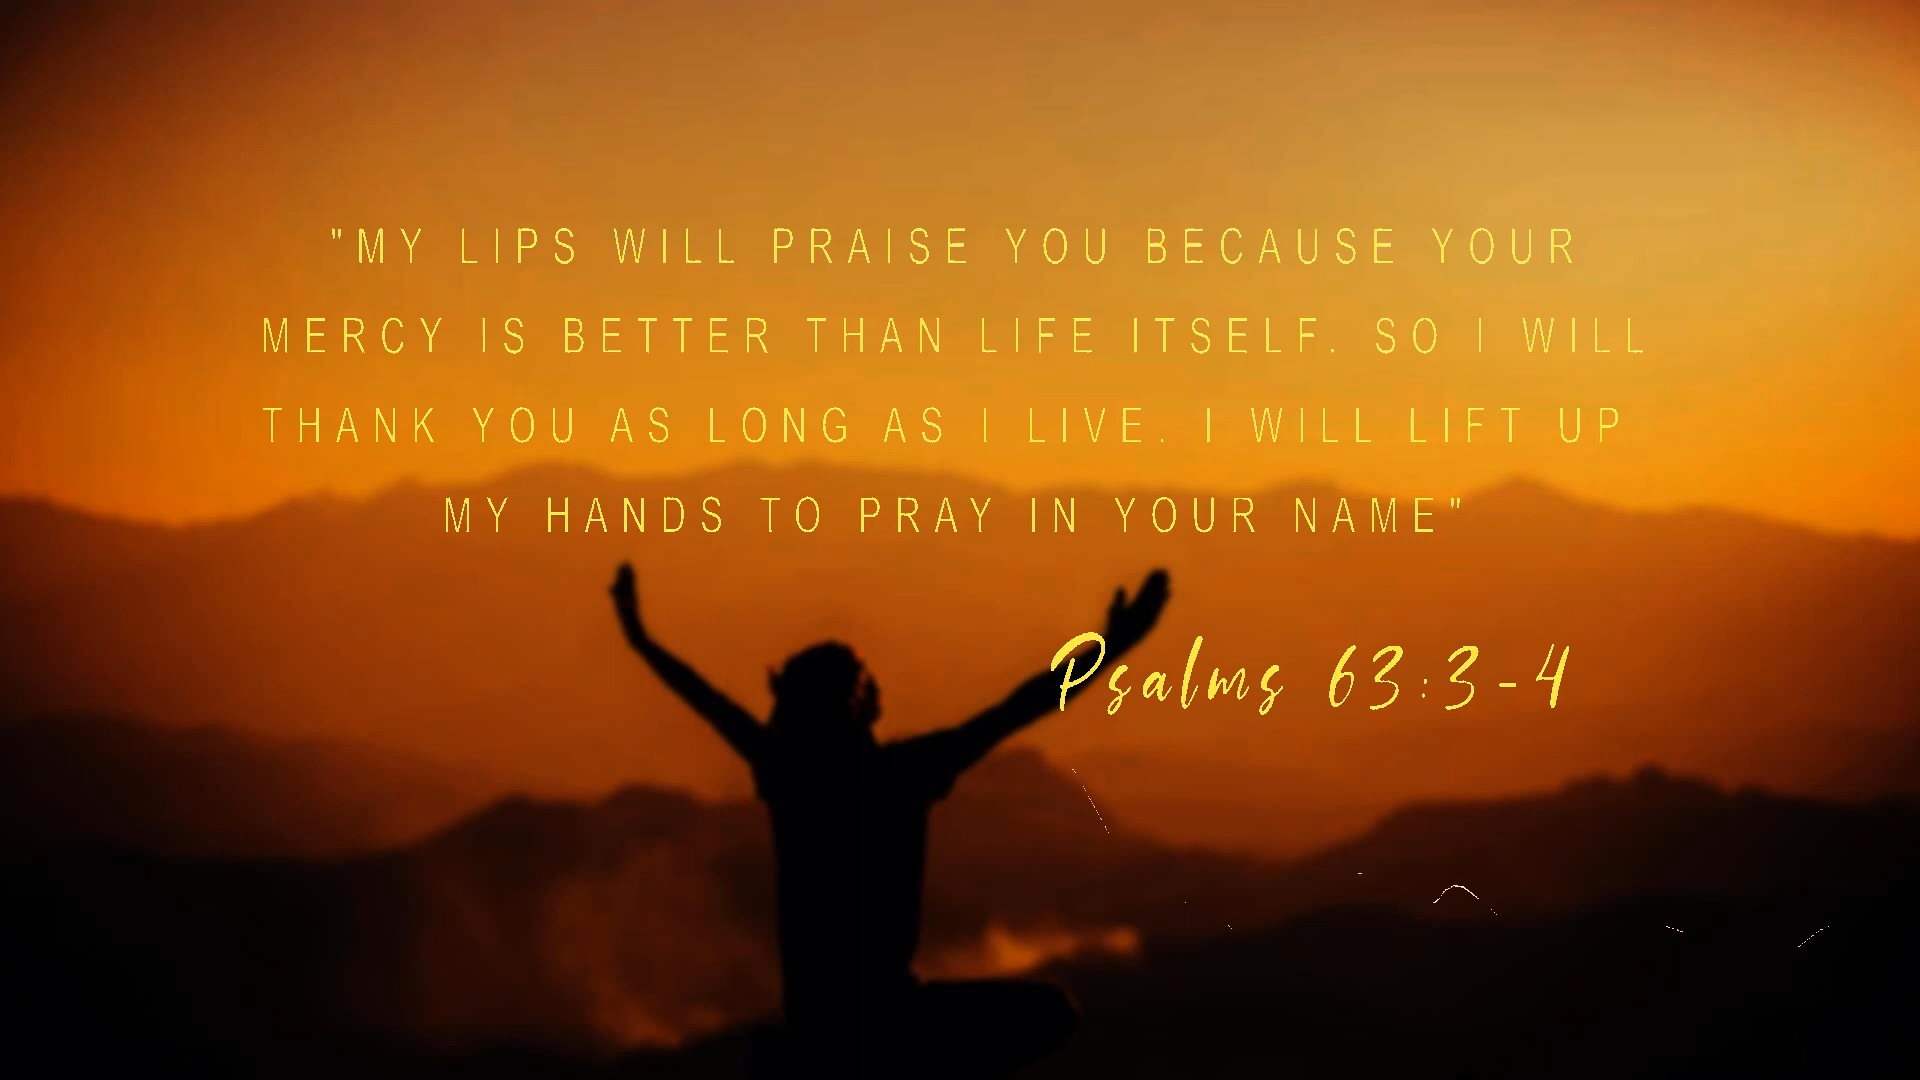 "MY LIPS WILL PRAISE YOU BECAUSE YOUR
MERCY IS BETTER THAN LIFE ITSELF. SO I WILL
THANK YOU AS LONG AS I LIVE. I WILL LIFT UP
MY HANDS TO PRAY IN YOUR NAME"
Psalms 63:3-4